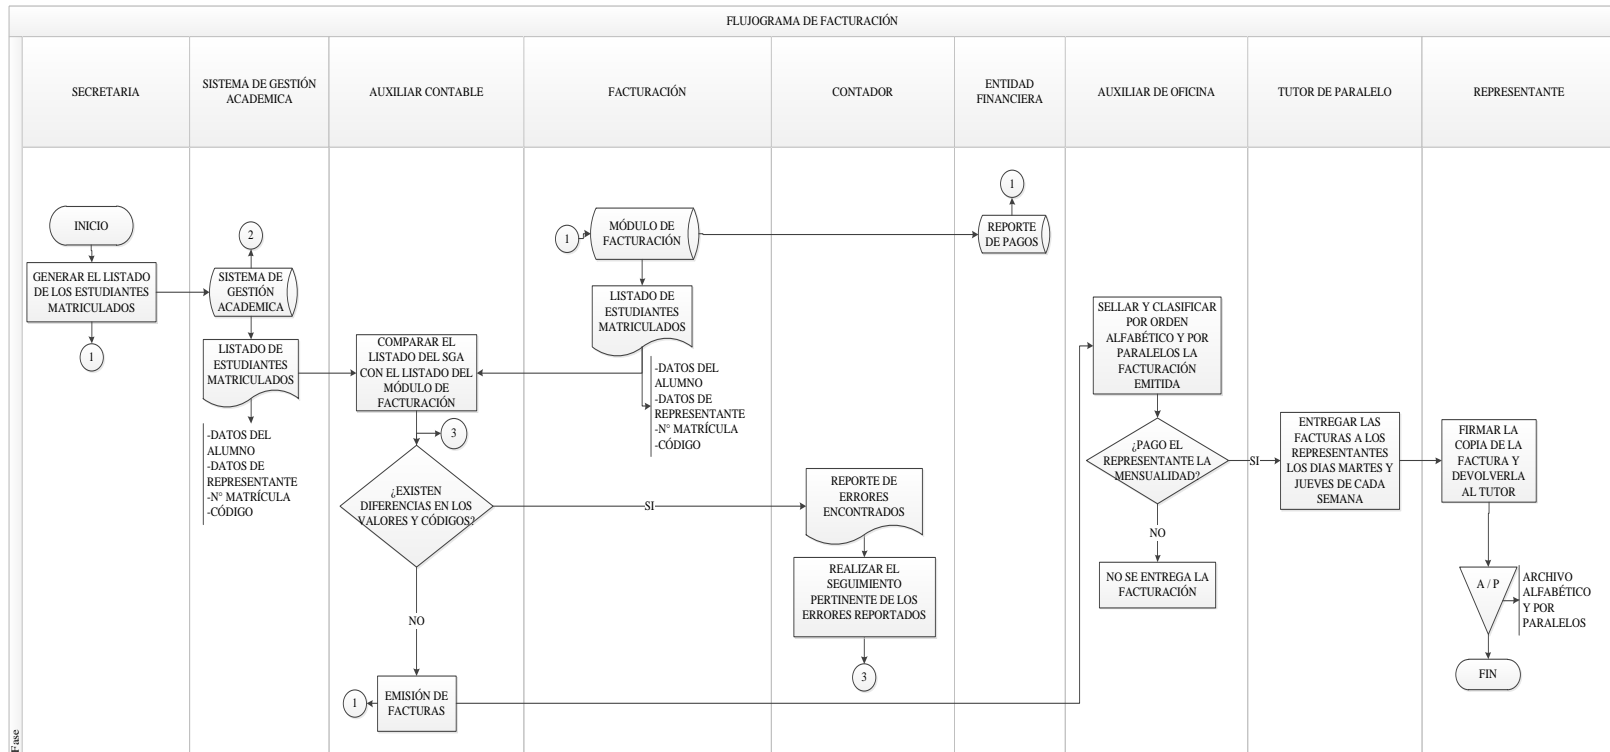 FLUJOGRAMA DE FACTURACIÓN
SECRETARIA
SISTEMA DE GESTIÓN
ACADEMICA
AUXILIAR CONTABLE
FACTURACIÓN
CONTADOR
ENTIDAD
FINANCIERA
AUXILIAR DE OFICINA
TUTOR DE PARALELO
REPRESENTANTE
INICIO
GENERAR EL LISTADO
DE LOS ESTUDIANTES
MATRICULADOS
1
2
SISTEMA DE
GESTIÓN
ACADEMICA
LISTADO DE
ESTUDIANTES
MATRICULADOS
-DATOS DEL
ALUMNO
-DATOS DE
REPRESENTANTE
-N° MATRÍCULA
-CÓDIGO
COMPARAR EL
LISTADO DEL SGA
CON EL LISTADO DEL
MÓDULO DE
FACTURACIÓN
3
¿EXISTEN
DIFERENCIAS EN LOS
VALORES Y CÓDIGOS?
SI
NO
EMISIÓN DE
FACTURAS
1
1
MÓDULO DE
FACTURACIÓN
LISTADO DE
ESTUDIANTES
MATRICULADOS
-DATOS DEL
ALUMNO
-DATOS DE
REPRESENTANTE
-N° MATRÍCULA
-CÓDIGO
REPORTE DE
ERRORES
ENCONTRADOS
REALIZAR EL
SEGUIMIENTO
PERTINENTE DE LOS
ERRORES REPORTADOS
3
1
REPORTE
DE PAGOS
SELLAR Y CLASIFICAR
POR ORDEN
ALFABÉTICO Y POR
PARALELOS LA
FACTURACIÓN
EMITIDA
¿PAGO EL
REPRESENTANTE LA
MENSUALIDAD?
SI
NO
NO SE ENTREGA LA
FACTURACIÓN
ENTREGAR LAS
FACTURAS A LOS
REPRESENTANTES
LOS DIAS MARTES Y
JUEVES DE CADA
SEMANA
FIRMAR LA
COPIA DE LA
FACTURA Y
DEVOLVERLA
AL TUTOR
A / P
ARCHIVO
ALFABÉTICO
Y POR
PARALELOS
FIN
Fase